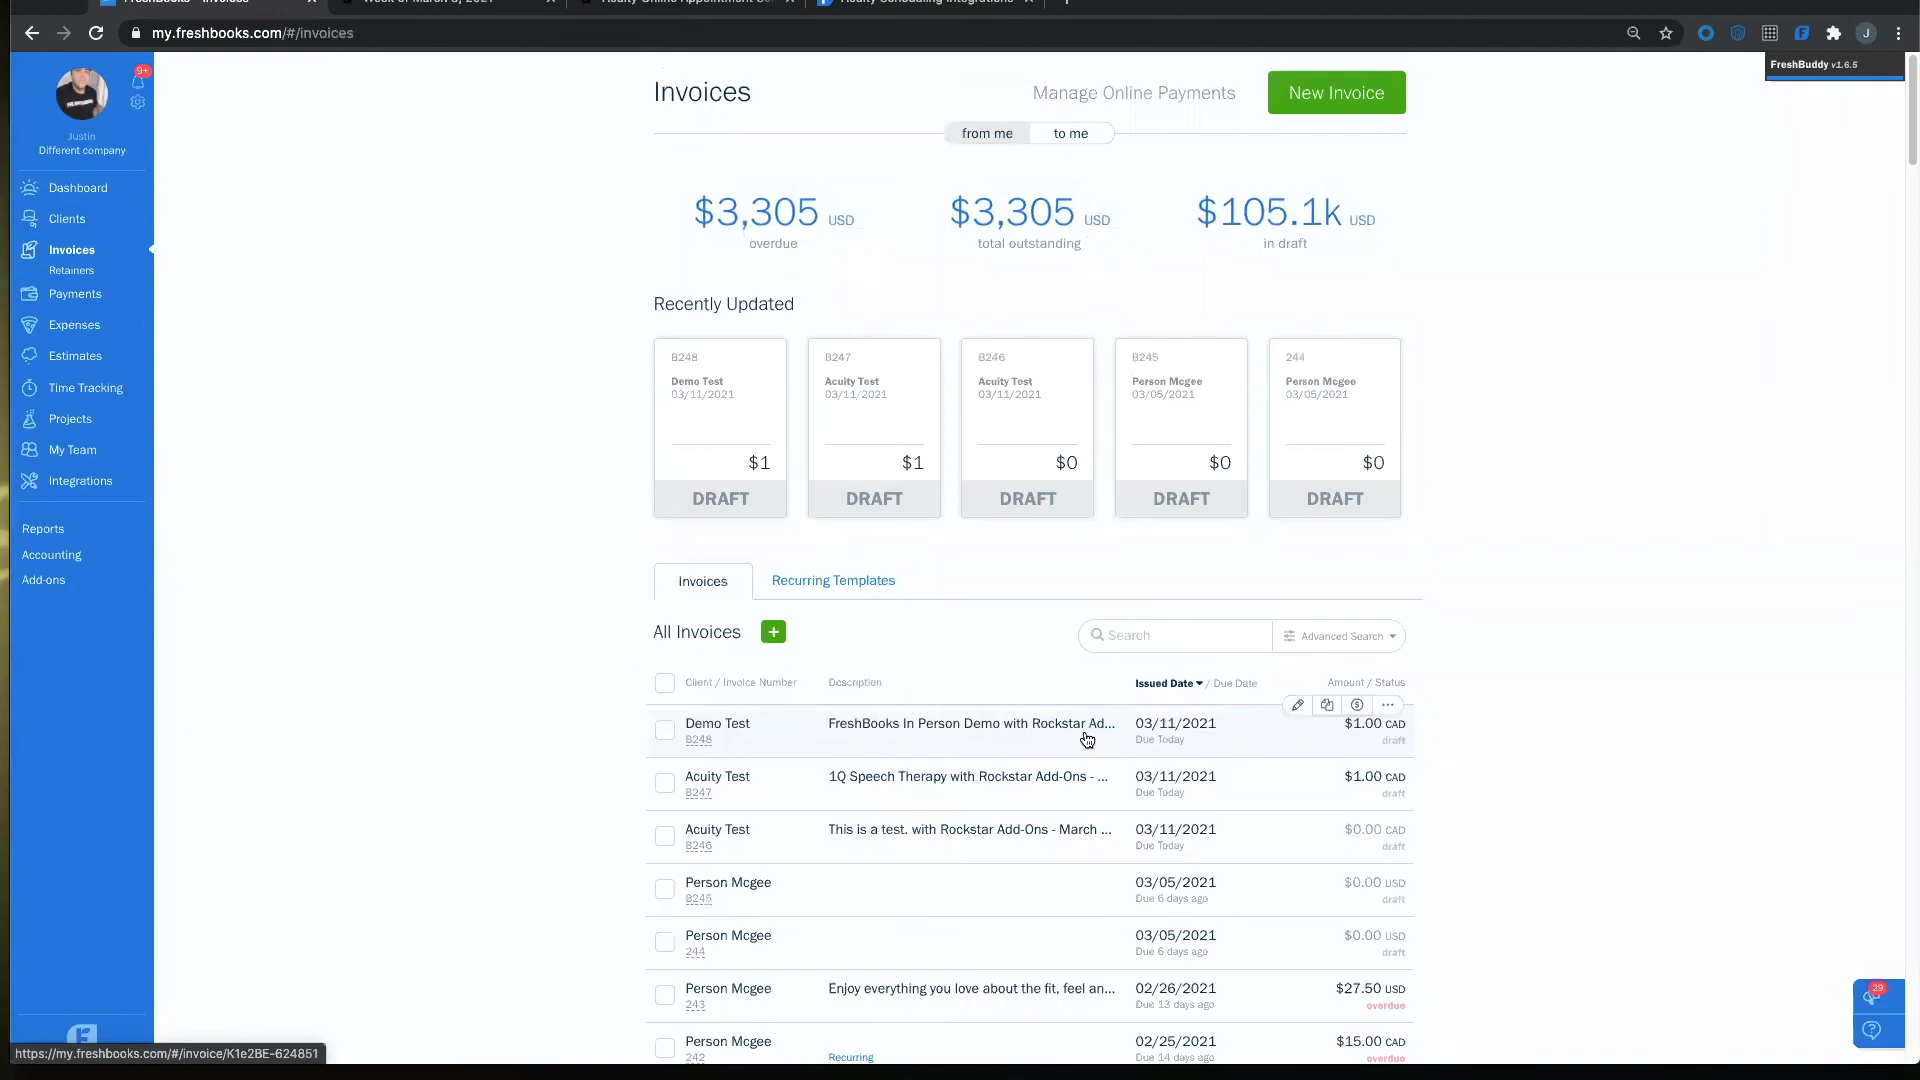 my.freshbooks.com/#/invoices
J
FreshBuddy v1.6.5
9+
Justin
Different company
Dashboard
Clients
Invoices
Retainers
Payments
Expenses
Estimates
Time Tracking
Projects
My Team
Integrations
Reports
Accounting
Add-ons
Invoices
Manage Online Payments
New Invoice
from me
to me
$3,305 USD
overdue
$3,305 USD
total outstanding
$105.1k USD
in draft
Recently Updated
B248
Demo Test
03/11/2021
$1
DRAFT
B247
Acuity Test
03/11/2021
$1
DRAFT
B246
Acuity Test
03/11/2021
$0
DRAFT
B245
Person Mcgee
03/05/2021
$0
DRAFT
244
Person Mcgee
03/05/2021
$0
DRAFT
Invoices
Recurring Templates
All Invoices
+
Search
Advanced Search
Client / Invoice Number
Description
Issued Date / Due Date
Amount / Status
Demo Test FreshBooks In Person Demo with Rockstar Ad... 03/11/2021 $1.00 CAD
B248 Due Today draft
Acuity Test 1Q Speech Therapy with Rockstar Add-Ons - ... 03/11/2021 $1.00 CAD
B247 Due Today draft
Acuity Test This is a test. with Rockstar Add-Ons - March ... 03/11/2021 $0.00 CAD
B246 Due Today draft
Person Mcgee 03/05/2021 $0.00 USD
B245 Due 6 days ago draft
Person Mcgee 03/05/2021 $0.00 USD
244 Due 6 days ago draft
Person Mcgee Enjoy everything you love about the fit, feel an... 02/26/2021 $27.50 USD
243 Due 13 days ago overdue
Person Mcgee 02/25/2021 $15.00 CAD
242 Recurring Due 14 days ago overdue
29
https://my.freshbooks.com/#/invoice/K1e2BE-624851